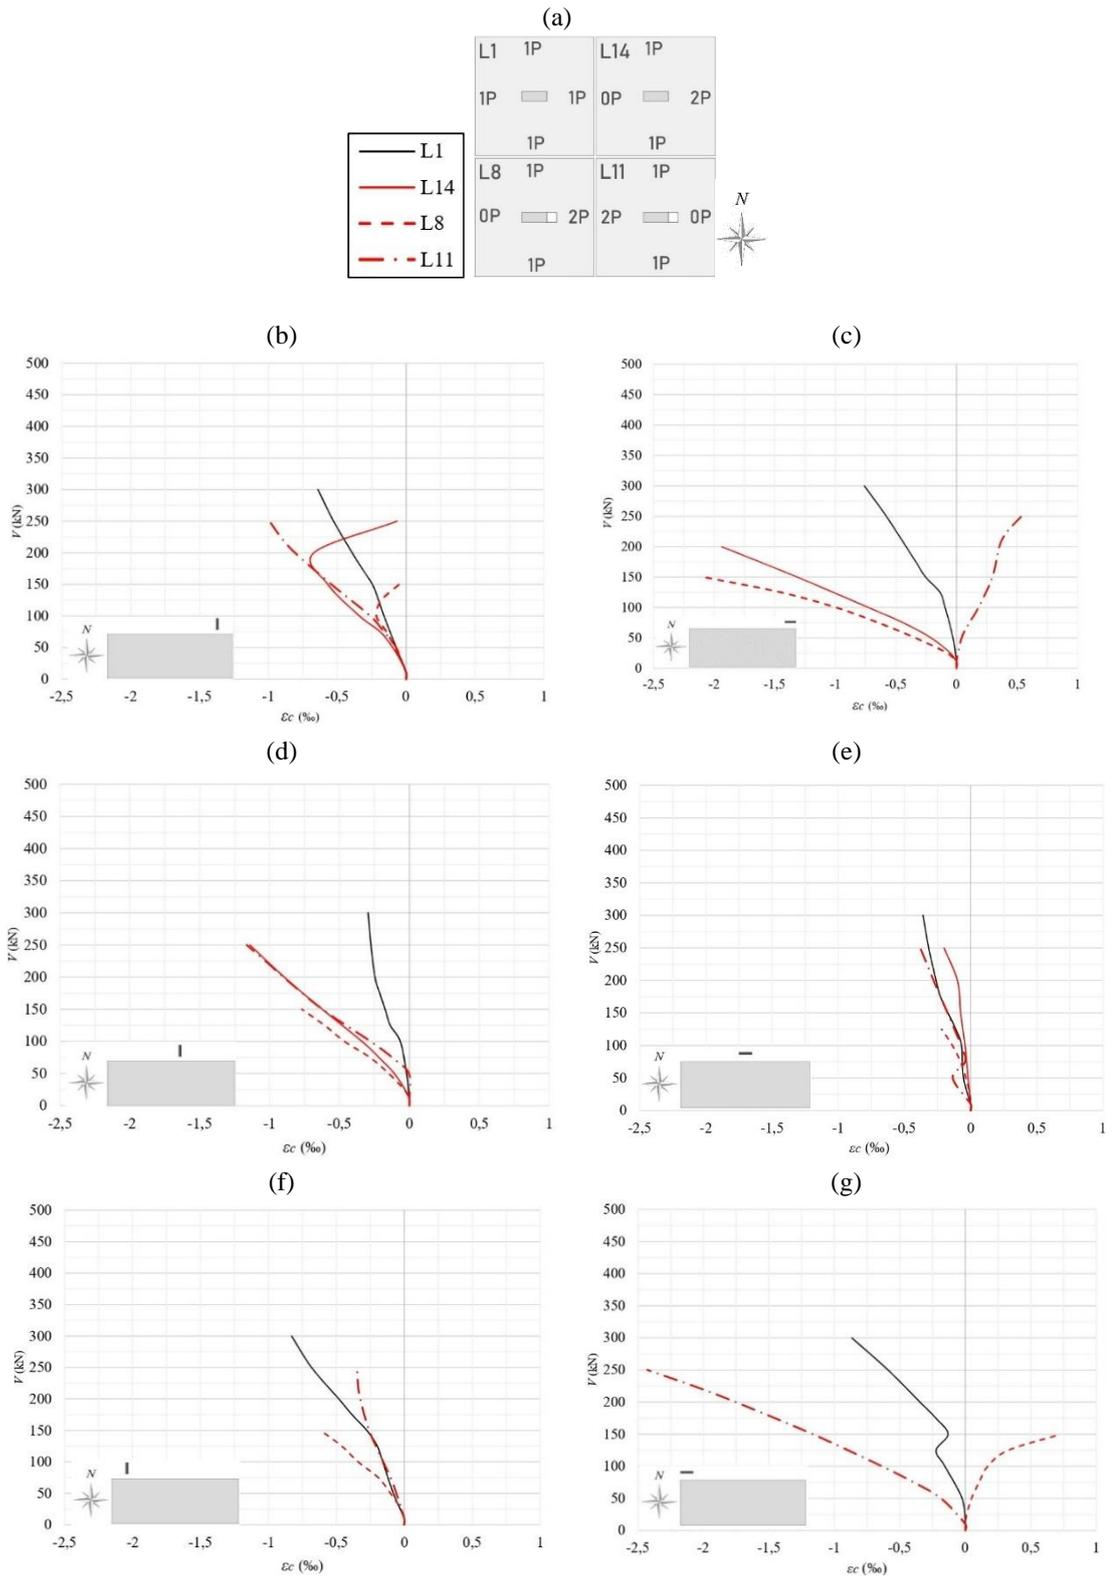 (a)
L1 1P L14 1P
1P 1P 0P 2P
1P 1P
L1
L14
L8
L11
L8 1P L11 1P
0P 2P 2P 0P
1P 1P
N
(b)
500
450
400
350
300
250
200
150
100
50
0
V (kN)
N
-2,5 -2 -1,5 -1 -0,5 0 0,5 1
εc (‰)
(c)
500
450
400
350
300
250
200
150
100
50
0
V (kN)
N
-2,5 -2 -1,5 -1 -0,5 0 0,5 1
εc (‰)
(d)
500
450
400
350
300
250
200
150
100
50
0
V (kN)
N
-2,5 -2 -1,5 -1 -0,5 0 0,5 1
εc (‰)
(e)
500
450
400
350
300
250
200
150
100
50
0
V (kN)
N
-2,5 -2 -1,5 -1 -0,5 0 0,5 1
εc (‰)
(f)
500
450
400
350
300
250
200
150
100
50
0
V (kN)
N
-2,5 -2 -1,5 -1 -0,5 0 0,5 1
εc (‰)
(g)
500
450
400
350
300
250
200
150
100
50
0
V (kN)
N
-2,5 -2 -1,5 -1 -0,5 0 0,5 1
εc (‰)